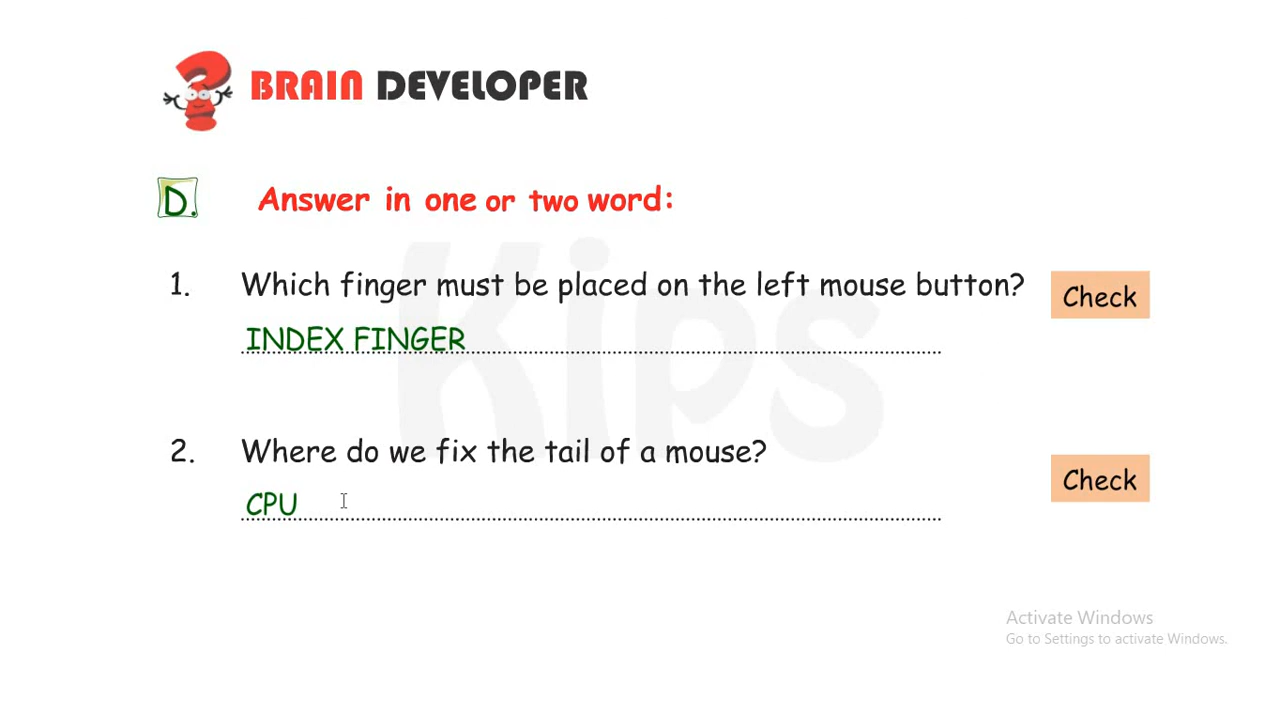 BRAIN DEVELOPER
D. Answer in one or two word:
1. Which finger must be placed on the left mouse button?
Check
INDEX FINGER
2. Where do we fix the tail of a mouse?
Check
CPU
Kips
Activate Windows
Go to Settings to activate Windows.